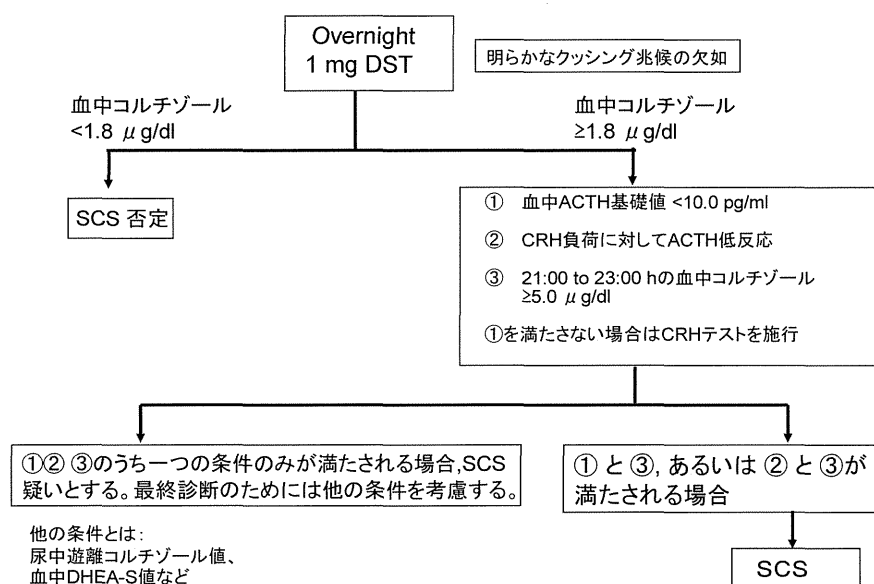 Overnight
1 mg DST
明らかなクッシング兆候の欠如
血中コルチゾール
<1.8 μg/dl
血中コルチゾール
≥1.8 μg/dl
SCS 否定
① 血中ACTH基礎値 <10.0 pg/ml
② CRH負荷に対してACTH低反応
③ 21:00 to 23:00 hの血中コルチゾール
≥5.0 μg/dl
①を満たさない場合はCRHテストを施行
①②③のうち一つの条件のみが満たされる場合,SCS
疑いとする。最終診断のためには他の条件を考慮する。
① と ③, あるいは ② と ③が
満たされる場合
他の条件とは:
尿中遊離コルチゾール値、
血中DHEA-S値など
SCS